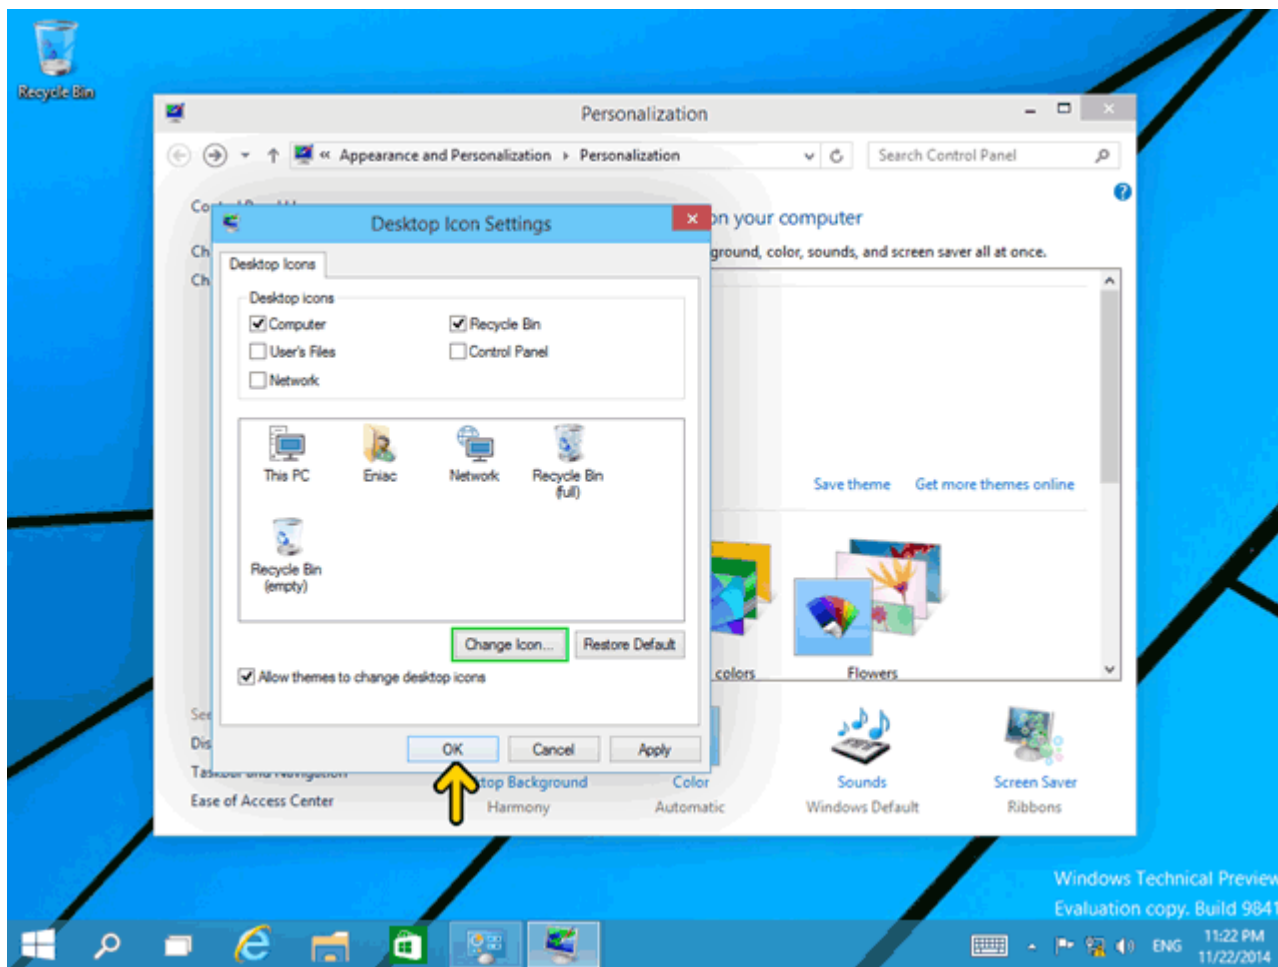 Recycle Bin
Personalization
« Appearance and Personalization
Personalization
Search Control Panel
Desktop Icon Settings
on your computer
Desktop Icons
color, sounds, and screen saver all at once.
Desktop icons
Computer
Recycle Bin
User's Files
Control Panel
Network
This PC
Eniac
Network
Recycle Bin
(full)
Save theme
Get more themes online
Recycle Bin
(empty)
Change Icon...
Restore Default
Allow themes to change desktop icons
colors
Flowers
OK
Cancel
Apply
Background
Color
Sounds
Screen Saver
Ease of Access Center
Harmony
Automatic
Windows Default
Ribbons
Windows Technical Preview
Evaluation copy. Build 9841
ENG
11:22 PM
11/22/2014